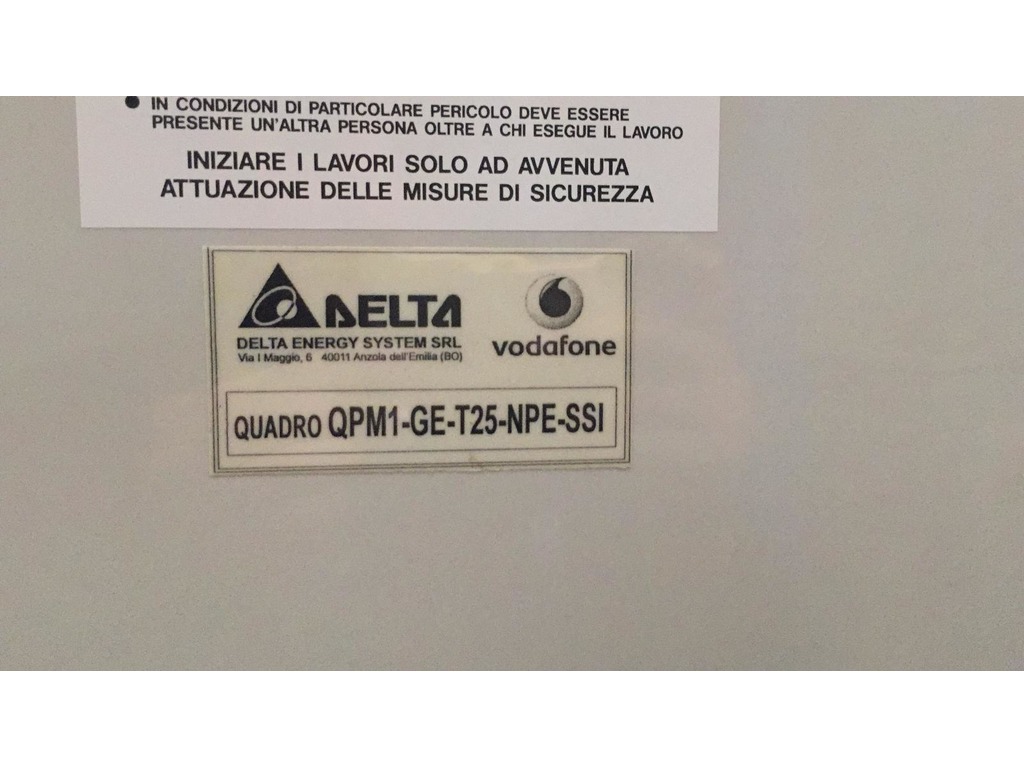 ● IN CONDIZIONI DI PARTICOLARE PERICOLO DEVE ESSERE
PRESENTE UN'ALTRA PERSONA OLTRE A CHI ESEGUE IL LAVORO
INIZIARE I LAVORI SOLO AD AVVENUTA
ATTUAZIONE DELLE MISURE DI SICUREZZA
DELTA
DELTA ENERGY SYSTEM SRL
Via I Maggio, 6 40011 Anzola dell'Emilia (BO)
vodafone
QUADRO QPM1-GE-T25-NPE-SSI